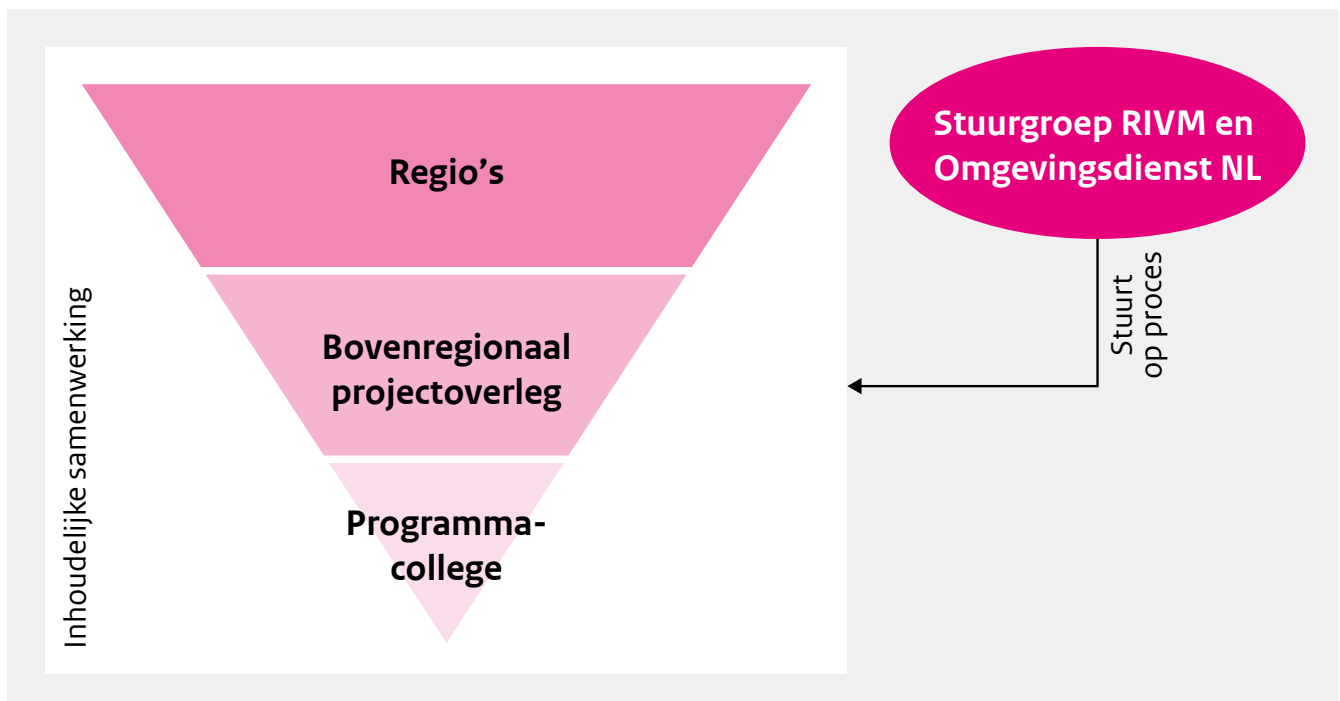 Regio's
Bovenregionaal
projectoverleg
Programma-
college
Inhoudelijke samenwerking
Stuurgroep RIVM en
Omgevingsdienst NL
Stuurt
op proces